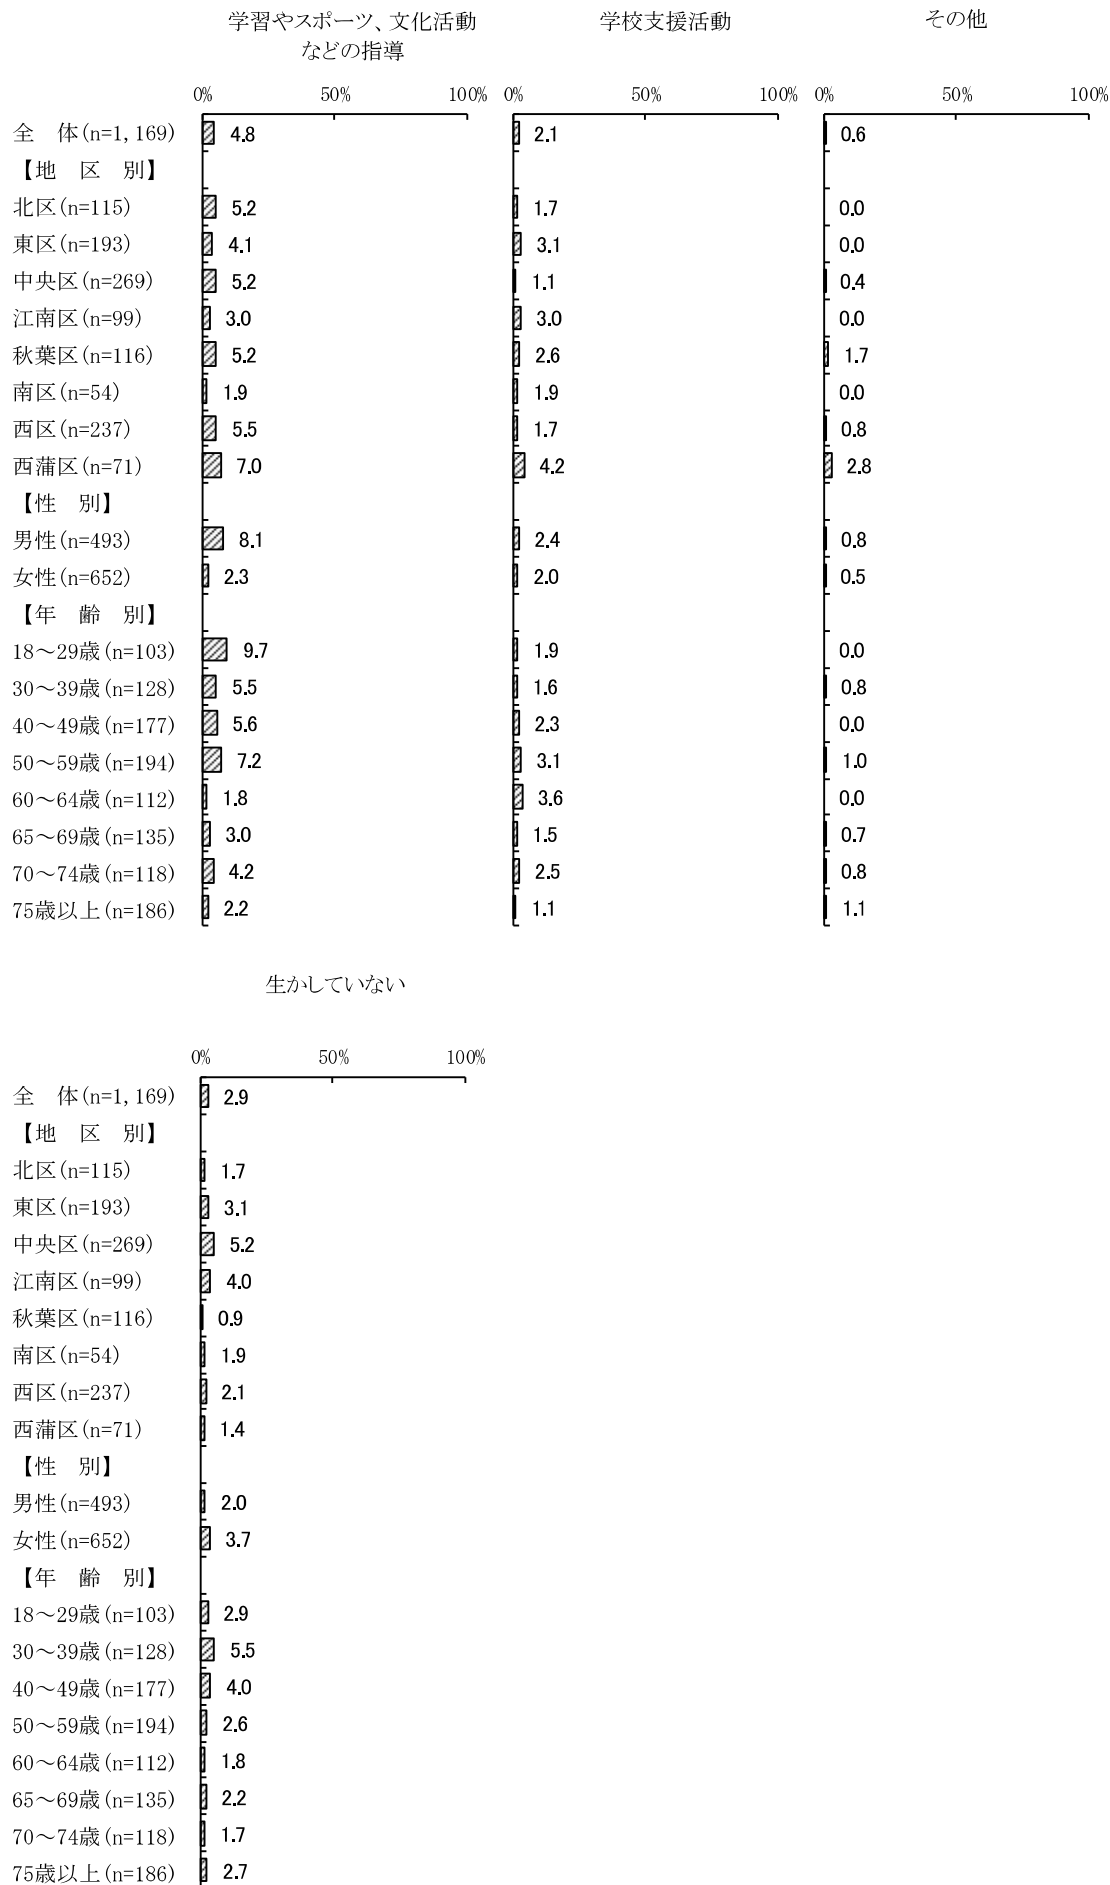 学習やスポーツ、文化活動
などの指導
学校支援活動
その他
0% 50% 100% 0% 50% 100% 0% 50% 100%
全　体(n=1,169) 4.8 2.1 0.6
【地　区　別】
北区(n=115) 5.2 1.7 0.0
東区(n=193) 4.1 3.1 0.0
中央区(n=269) 5.2 1.1 0.4
江南区(n=99) 3.0 3.0 0.0
秋葉区(n=116) 5.2 2.6 1.7
南区(n=54) 1.9 1.9 0.0
西区(n=237) 5.5 1.7 0.8
西蒲区(n=71) 7.0 4.2 2.8
【性　別】
男性(n=493) 8.1 2.4 0.8
女性(n=652) 2.3 2.0 0.5
【年　齢　別】
18～29歳(n=103) 9.7 1.9 0.0
30～39歳(n=128) 5.5 1.6 0.8
40～49歳(n=177) 5.6 2.3 0.0
50～59歳(n=194) 7.2 3.1 1.0
60～64歳(n=112) 1.8 3.6 0.0
65～69歳(n=135) 3.0 1.5 0.7
70～74歳(n=118) 4.2 2.5 0.8
75歳以上(n=186) 2.2 1.1 1.1
生かしていない
0% 50% 100%
全　体(n=1,169) 2.9
【地　区　別】
北区(n=115) 1.7
東区(n=193) 3.1
中央区(n=269) 5.2
江南区(n=99) 4.0
秋葉区(n=116) 0.9
南区(n=54) 1.9
西区(n=237) 2.1
西蒲区(n=71) 1.4
【性　別】
男性(n=493) 2.0
女性(n=652) 3.7
【年　齢　別】
18～29歳(n=103) 2.9
30～39歳(n=128) 5.5
40～49歳(n=177) 4.0
50～59歳(n=194) 2.6
60～64歳(n=112) 1.8
65～69歳(n=135) 2.2
70～74歳(n=118) 1.7
75歳以上(n=186) 2.7